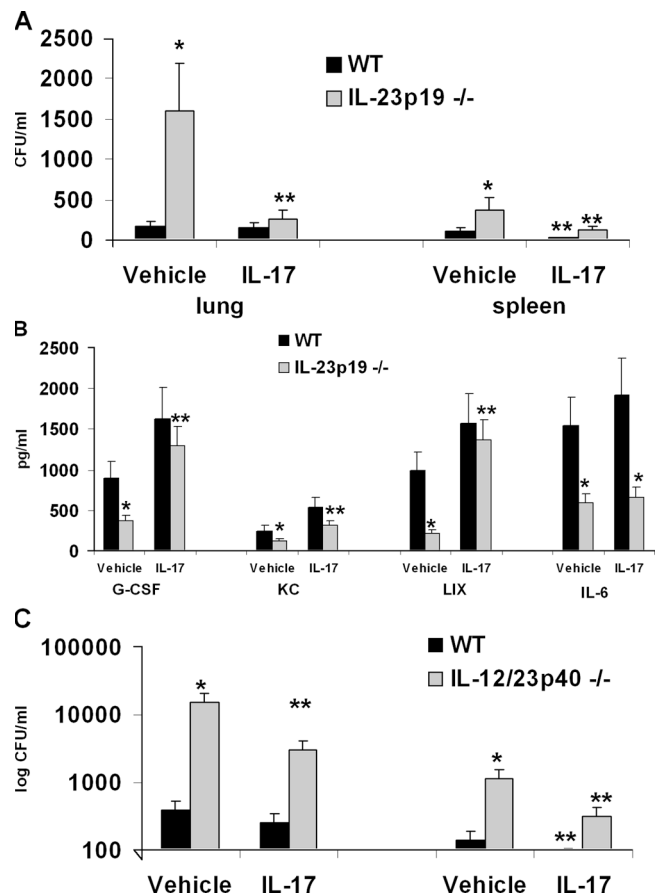 A
2500
2000
1500
1000
500
0
CFU/ml
WT
IL-23p19 -/-
*
**
*
**
**
Vehicle IL-17 Vehicle IL-17
lung spleen
B
2500
2000
1500
1000
500
0
pg/ml
WT
IL-23p19 -/-
*
**
*
**
*
**
*
*
Vehicle IL-17 Vehicle IL-17 Vehicle IL-17 Vehicle IL-17
G-CSF KC LIX IL-6
C
100000
10000
1000
100
log CFU/ml
WT
IL-12/23p40 -/-
*
**
*
**
**
Vehicle IL-17 Vehicle IL-17